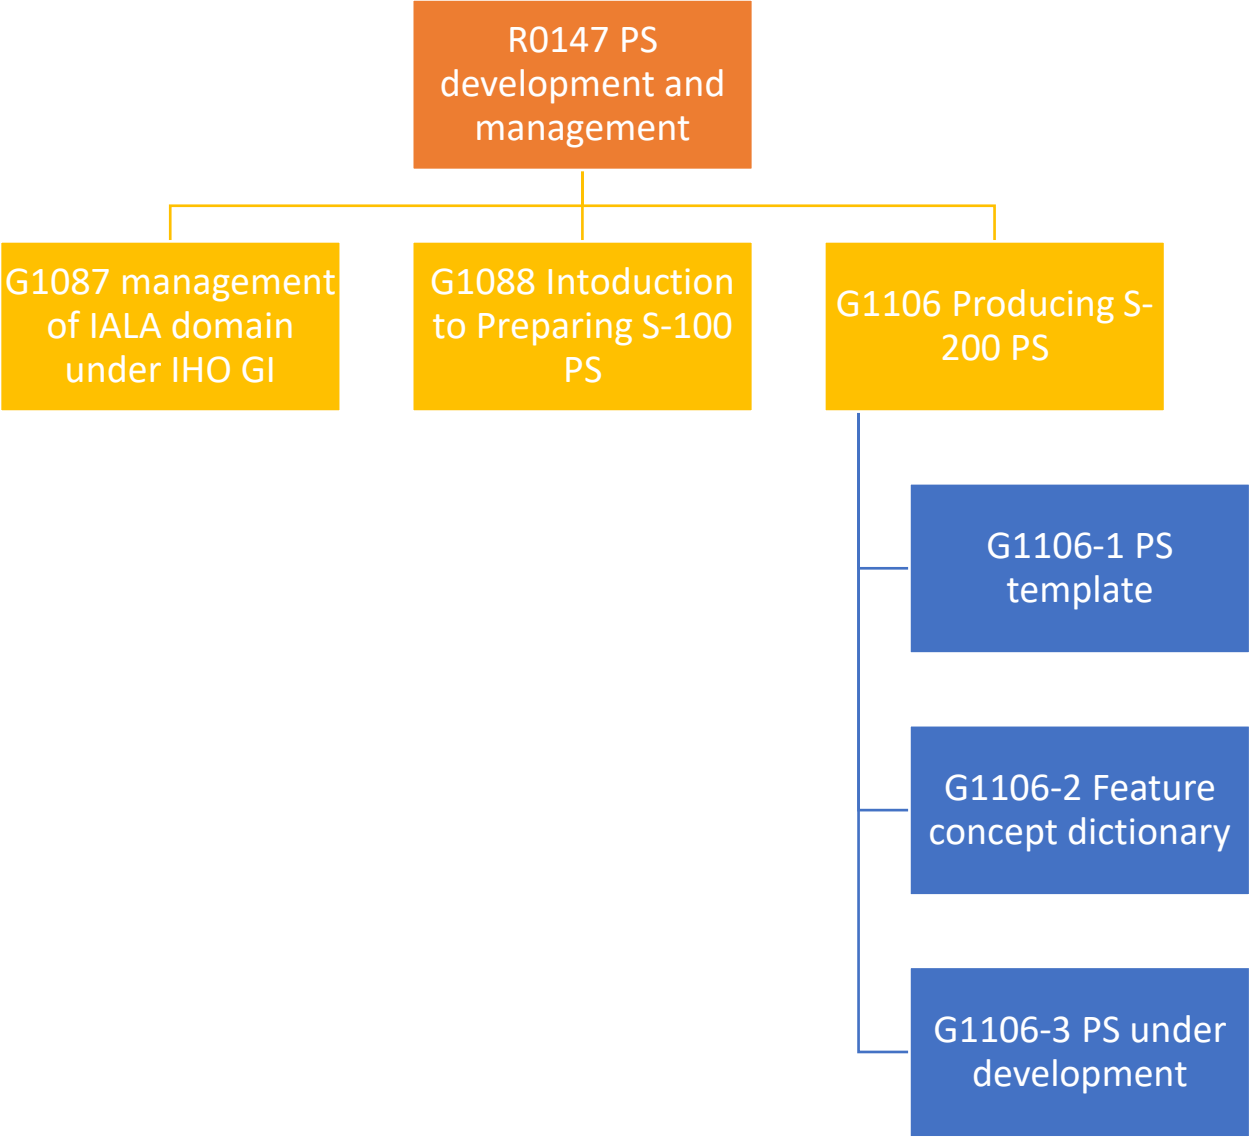 R0147 PS
development and
management
G1087 management
of IALA domain
under IHO GI
G1088 Intoduction
to Preparing S-100
PS
G1106 Producing S-
200 PS
G1106-1 PS
template
G1106-2 Feature
concept dictionary
G1106-3 PS under
development